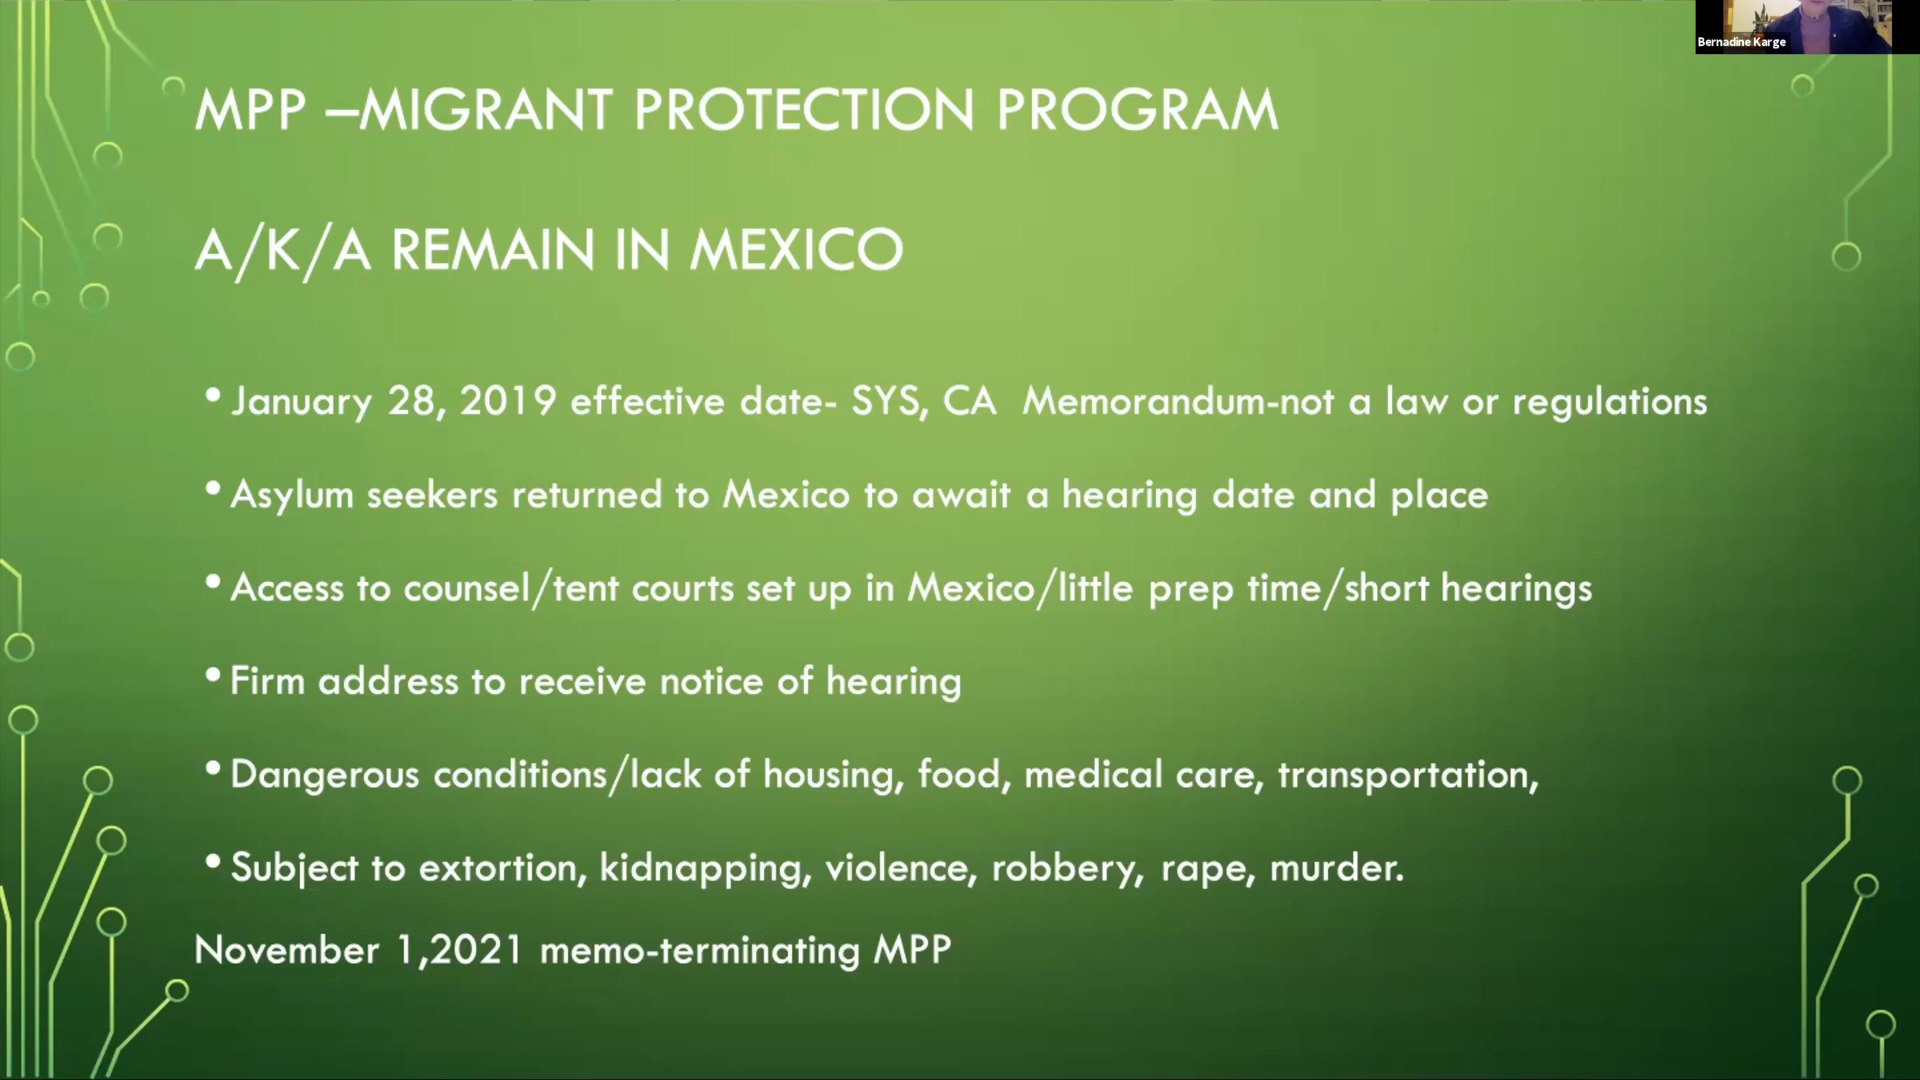 Bernadine Karge
MPP –MIGRANT PROTECTION PROGRAM
A/K/A REMAIN IN MEXICO
•January 28, 2019 effective date- SYS, CA  Memorandum-not a law or regulations
•Asylum seekers returned to Mexico to await a hearing date and place
•Access to counsel/tent courts set up in Mexico/little prep time/short hearings
•Firm address to receive notice of hearing
•Dangerous conditions/lack of housing, food, medical care, transportation,
•Subject to extortion, kidnapping, violence, robbery, rape, murder.
November 1,2021 memo-terminating MPP